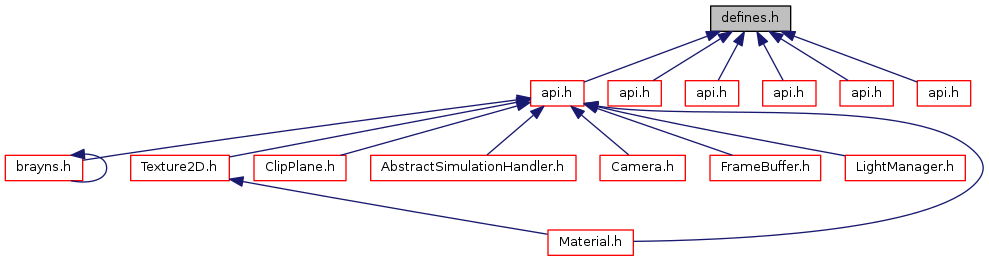 defines.h
api.h
api.h
api.h
api.h
api.h
api.h
brayns.h
Texture2D.h
ClipPlane.h
AbstractSimulationHandler.h
Camera.h
FrameBuffer.h
LightManager.h
Material.h